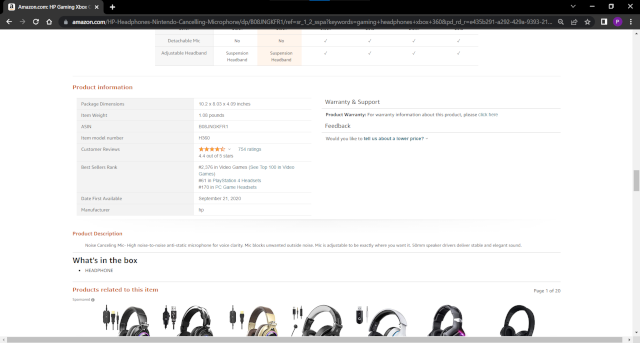 Amazon.com: HP Gaming Xbox
amazon.com/HP-Headphones-Nintendo-Cancelling-Microphone/dp/B08JNGKFR1/ref=sr_1_2_sspa?keywords=gaming+headphones+xbox+360&pd_rd_r=e435b291-a292-429a-9393-21...
Detachable Mic No No
Adjustable Headband Suspension Headband Suspension Headband
Product information
Package Dimensions 10.2 x 8.83 x 4.09 inches
Item Weight 1.08 pounds
ASIN B08JNGKFR1
Item model number H360
Customer Reviews 754 ratings
4.4 out of 5 stars
Best Sellers Rank #2,376 in Video Games (See Top 100 in Video Games)
#61 in PlayStation 4 Headsets
#179 in PC Game Headsets
Date First Available September 21, 2020
Manufacturer hp
Warranty & Support
Product Warranty: For warranty information about this product, please click here
Feedback
Would you like to tell us about a lower price?
Product Description
Noise Canceling Mic- High noise-to-noise anti-static microphone for voice clarity. Mic blocks unwanted outside noise. Mic is adjustable to be exactly where you want it. 50mm speaker drivers deliver stable and elegant sound.
What's in the box
HEADPHONE
Products related to this item
Page 1 of 20
Sponsored